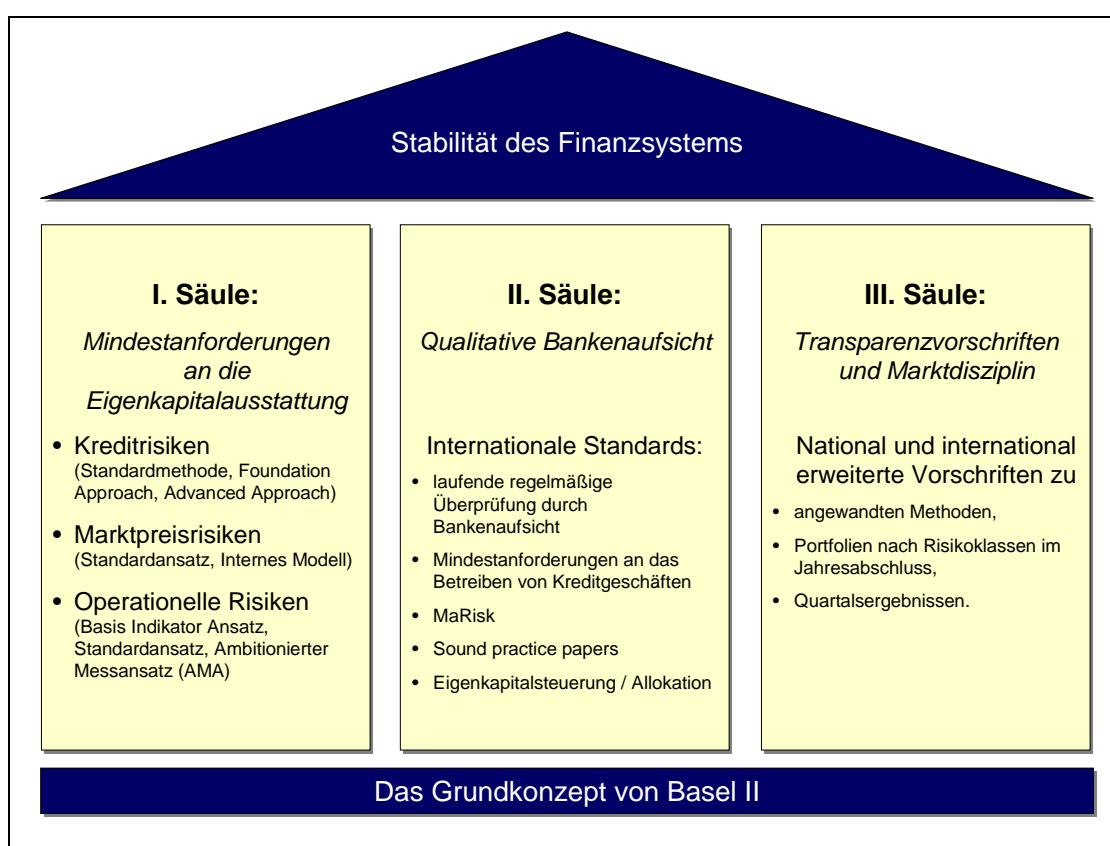 Stabilität des Finanzsystems
I. Säule:
Mindestanforderungen
an die
Eigenkapitalausstattung
• Kreditrisiken
(Standardmethode, Foundation
Approach, Advanced Approach)
• Marktpreisrisiken
(Standardansatz, Internes Modell)
• Operationelle Risiken
(Basis Indikator Ansatz,
Standardansatz, Ambitionierter
Messansatz (AMA)
II. Säule:
Qualitative Bankenaufsicht
Internationale Standards:
• laufende regelmäßige
Überprüfung durch
Bankenaufsicht
• Mindestanforderungen an das
Betreiben von Kreditgeschäften
• MaRisk
• Sound practice papers
• Eigenkapitalsteuerung / Allokation
III. Säule:
Transparenzvorschriften
und Marktdisziplin
National und international
erweiterte Vorschriften zu
• angewandten Methoden,
• Portfolien nach Risikoklassen im
Jahresabschluss,
• Quartalsergebnissen.
Das Grundkonzept von Basel II